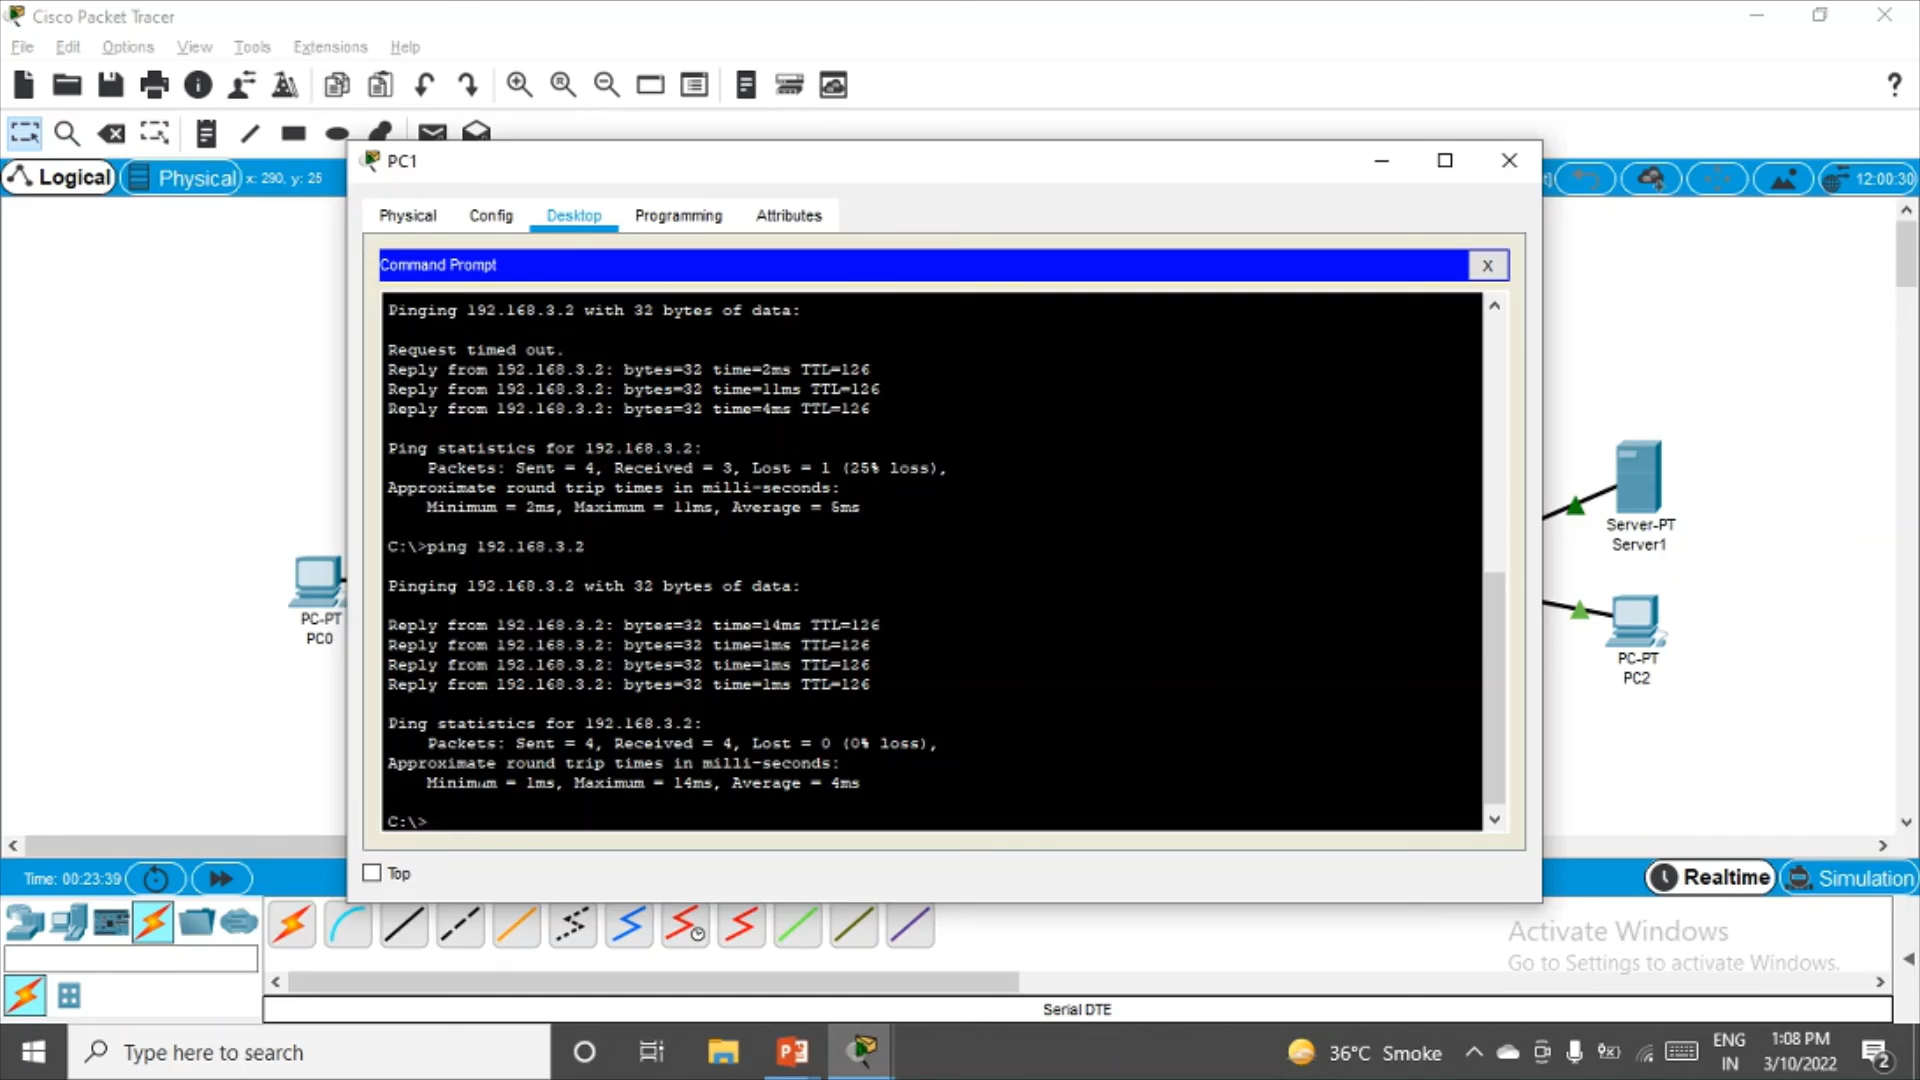 Cisco Packet Tracer
File Edit Options View Tools Extensions Help
?
Logical Physical x: 290, y: 25
12:00:30
PC1
Physical Config Desktop Programming Attributes
Command Prompt X
Pinging 192.168.3.2 with 32 bytes of data:
Request timed out.
Reply from 192.168.3.2: bytes=32 time=2ms TTL=126
Reply from 192.168.3.2: bytes=32 time=11ms TTL=126
Reply from 192.168.3.2: bytes=32 time=4ms TTL=126
Ping statistics for 192.168.3.2:
Packets: Sent = 4, Received = 3, Lost = 1 (25% loss),
Approximate round trip times in milli-seconds:
Minimum = 2ms, Maximum = 11ms, Average = 5ms
C:\>ping 192.168.3.2
Pinging 192.168.3.2 with 32 bytes of data:
Reply from 192.168.3.2: bytes=32 time=14ms TTL=126
Reply from 192.168.3.2: bytes=32 time=1ms TTL=126
Reply from 192.168.3.2: bytes=32 time=1ms TTL=126
Reply from 192.168.3.2: bytes=32 time=1ms TTL=126
Ping statistics for 192.168.3.2:
Packets: Sent = 4, Received = 4, Lost = 0 (0% loss),
Approximate round trip times in milli-seconds:
Minimum = 1ms, Maximum = 14ms, Average = 4ms
C:\>
Top
PC-PT
PC0
Server-PT
Server1
PC-PT
PC2
Time: 00:23:39
Realtime Simulation
Activate Windows
Go to Settings to activate Windows.
Serial DTE
Type here to search
36°C Smoke
ENG
IN
1:08 PM
3/10/2022
2